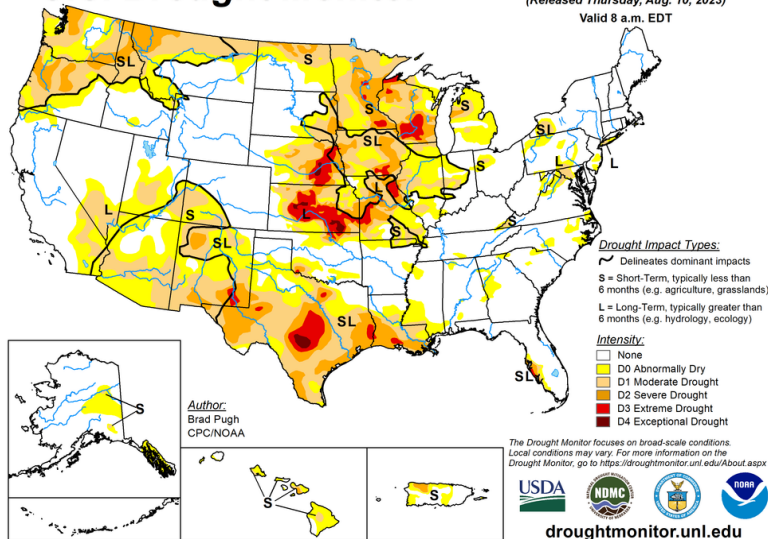 (Released Thursday, Aug. 10, 2023)
Valid 8 a.m. EDT
S
SL
S
S
SL
SL
S
L
L
L
S
L
L
S
S
L
S
SL
SL
SL
Drought Impact Types:
Delineates dominant impacts
S = Short-Term, typically less than
6 months (e.g. agriculture, grasslands)
L = Long-Term, typically greater than
6 months (e.g. hydrology, ecology)
Intensity:
None
D0 Abnormally Dry
D1 Moderate Drought
D2 Severe Drought
D3 Extreme Drought
D4 Exceptional Drought
S
Author:
Brad Pugh
CPC/NOAA
S
S
The Drought Monitor focuses on broad-scale conditions.
Local conditions may vary. For more information on the
Drought Monitor, go to https://droughtmonitor.unl.edu/About.aspx
USDA
NDMC
NOAA
droughtmonitor.unl.edu